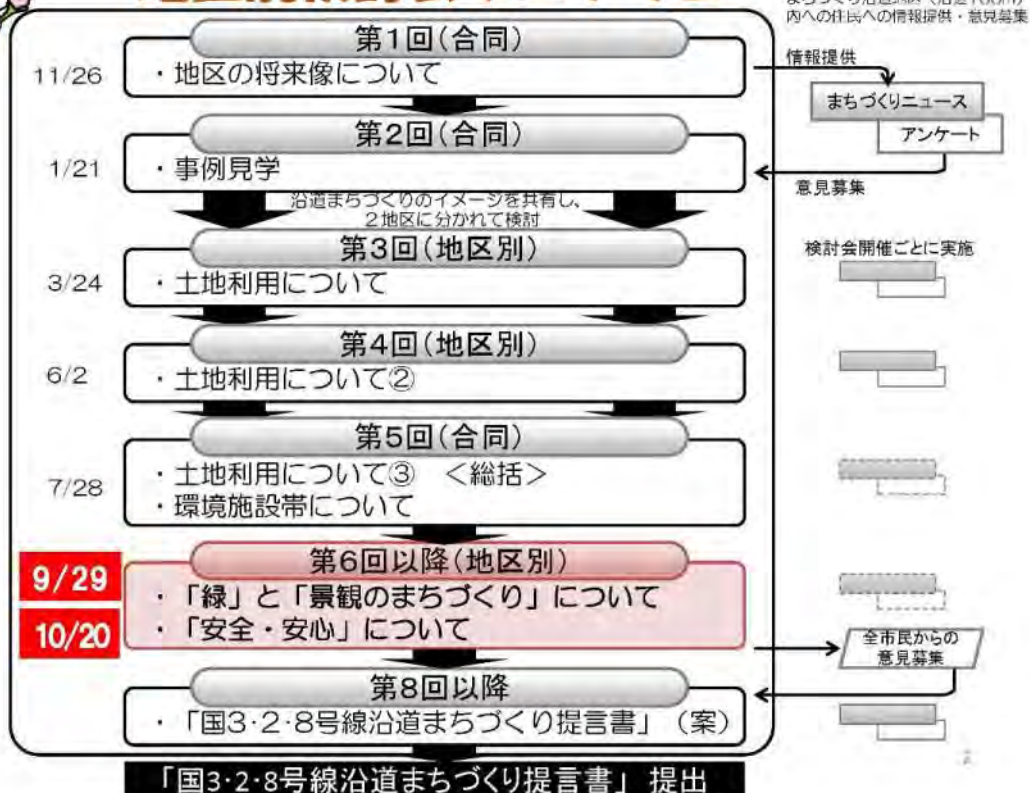 内への住民への情報提供・意見募集
第1回(合同)
11/26
・地区の将来像について
情報提供
まちづくりニュース
アンケート
第2回(合同)
1/21
・事例見学
意見募集
沿道まちづくりのイメージを共有し、
2地区に分かれて検討
第3回(地区別)
3/24
・土地利用について
検討会開催ごとに実施
第4回(地区別)
6/2
・土地利用について②
第5回(合同)
7/28
・土地利用について③ <総括>
・環境施設帯について
第6回以降(地区別)
9/29
・「緑」と「景観のまちづくり」について
10/20
・「安全・安心」について
全市民からの
意見募集
第8回以降
・「国3・2・8号線沿道まちづくり提言書」(案)
2
「国3・2・8号線沿道まちづくり提言書」 提出